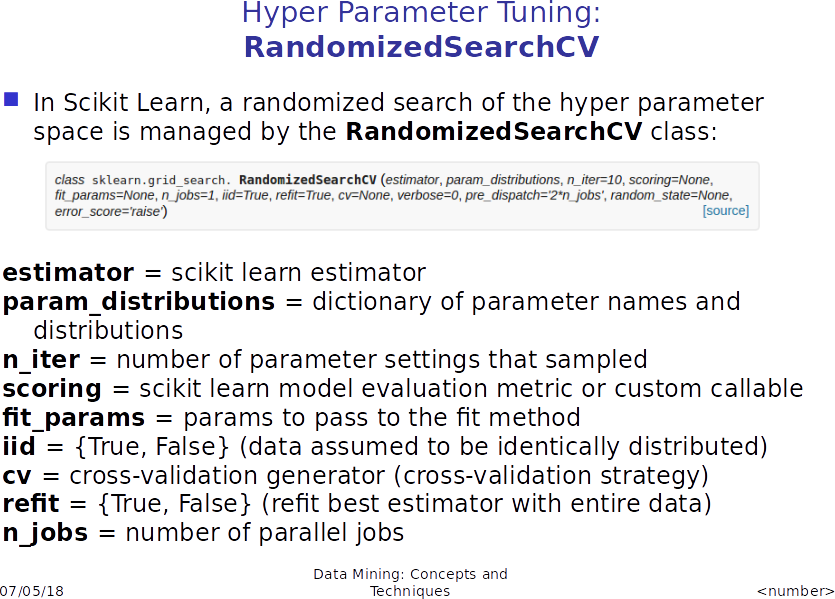 Hyper Parameter Tuning:
RandomizedSearchCV
In Scikit Learn, a randomized search of the hyper parameter
space is managed by the RandomizedSearchCV class:
class sklearn.grid_search. RandomizedSearchCV (estimator, param_distributions, n_iter=10, scoring=None,
fit_params=None, n_jobs=1, iid=True, refit=True, cv=None, verbose=0, pre_dispatch='2*n_jobs', random_state=None,
error_score='raise')
[source]
estimator = scikit learn estimator
param_distributions = dictionary of parameter names and
distributions
n_iter = number of parameter settings that sampled
scoring = scikit learn model evaluation metric or custom callable
fit_params = params to pass to the fit method
iid = {True, False} (data assumed to be identically distributed)
cv = cross-validation generator (cross-validation strategy)
refit = {True, False} (refit best estimator with entire data)
n_jobs = number of parallel jobs
07/05/18
Data Mining: Concepts and
Techniques
<number>